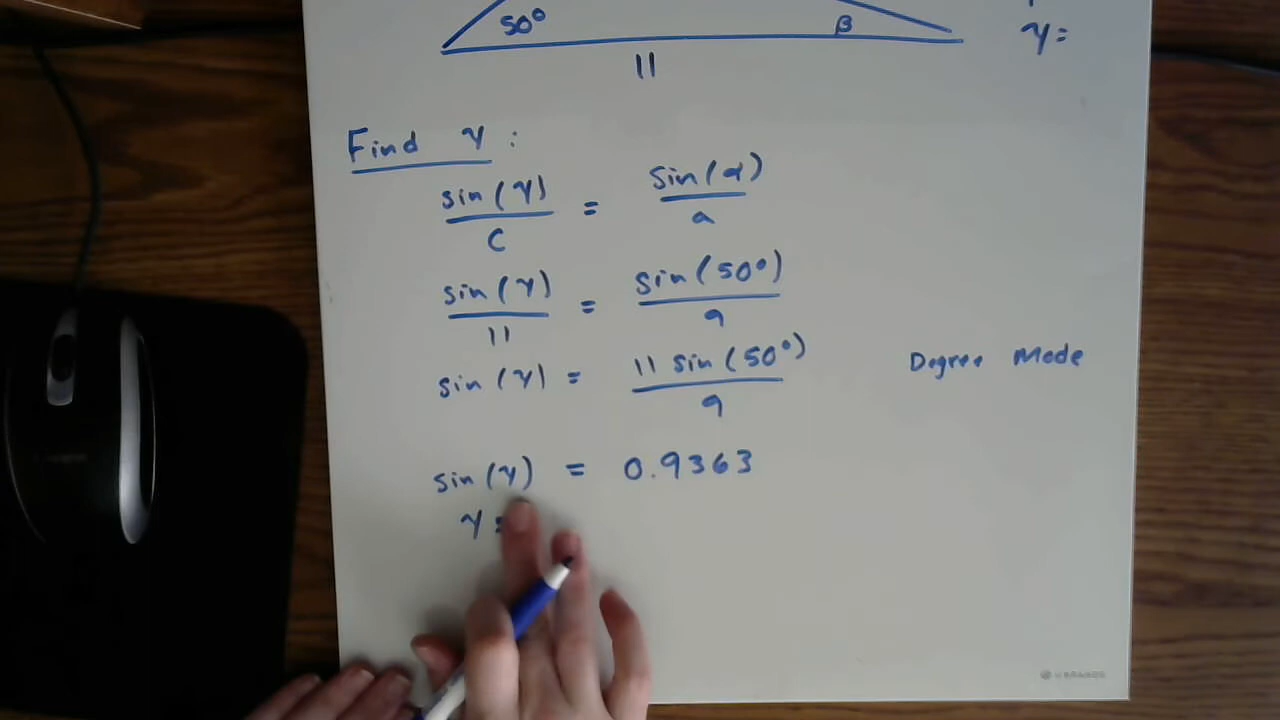 50° β γ=
11
Find γ:
sin(γ)/c = sin(α)/a
sin(γ)/11 = sin(50°)/9
sin(γ) = 11 sin(50°)/9 Degree Mode
sin(γ) = 0.9363
γ=